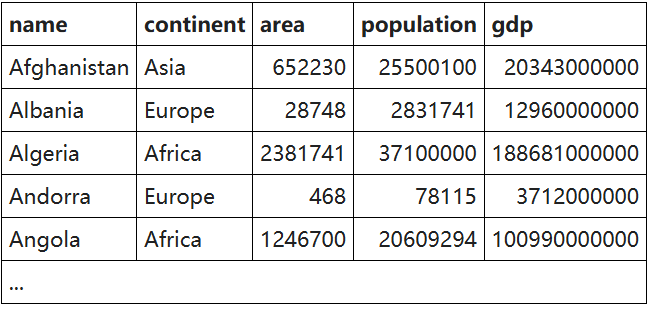 name continent area population gdp
Afghanistan Asia 652230 25500100 20343000000
Albania Europe 28748 2831741 12960000000
Algeria Africa 2381741 37100000 188681000000
Andorra Europe 468 78115 3712000000
Angola Africa 1246700 20609294 100990000000
...